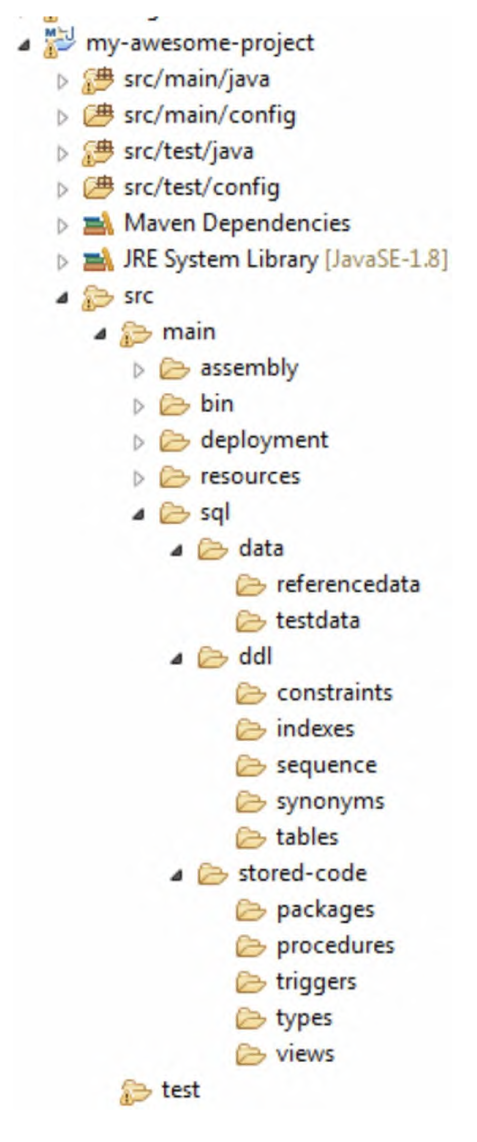 my-awesome-project
src/main/java
src/main/config
src/test/java
src/test/config
Maven Dependencies
JRE System Library [JavaSE-1.8]
src
main
assembly
bin
deployment
resources
sql
data
referencedata
testdata
ddl
constraints
indexes
sequence
synonyms
tables
stored-code
packages
procedures
triggers
types
views
test